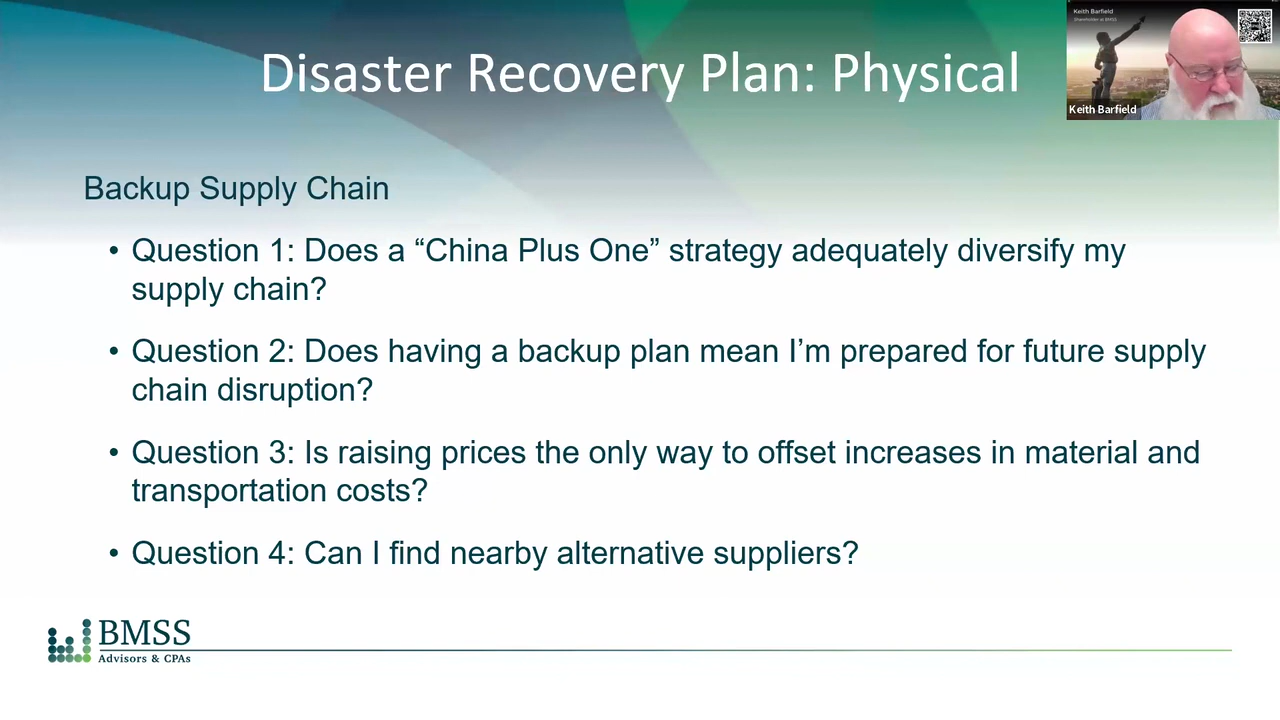 Disaster Recovery Plan: Physical
Keith Barfield
Shareholder at BMSS
Keith Barfield
Backup Supply Chain
• Question 1: Does a “China Plus One” strategy adequately diversify my
supply chain?
• Question 2: Does having a backup plan mean I’m prepared for future supply
chain disruption?
• Question 3: Is raising prices the only way to offset increases in material and
transportation costs?
• Question 4: Can I find nearby alternative suppliers?
BMSS
Advisors & CPAs